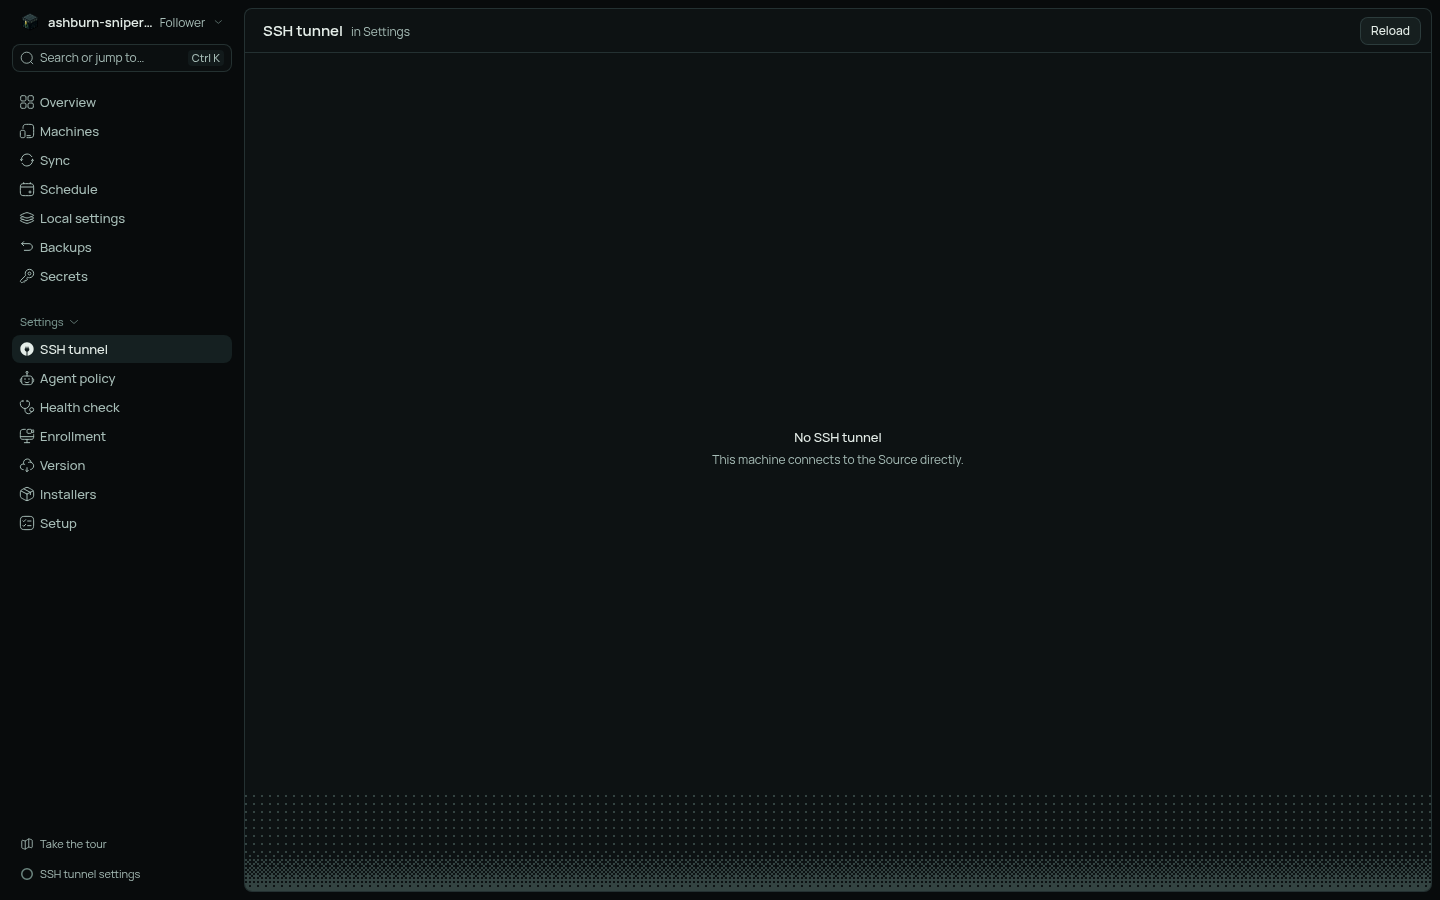 ashburn-sniper... Follower
Search or jump to... Ctrl K
Overview
Machines
Sync
Schedule
Local settings
Backups
Secrets
Settings
SSH tunnel
Agent policy
Health check
Enrollment
Version
Installers
Setup
Take the tour
SSH tunnel settings
SSH tunnel in Settings
Reload
No SSH tunnel
This machine connects to the Source directly.